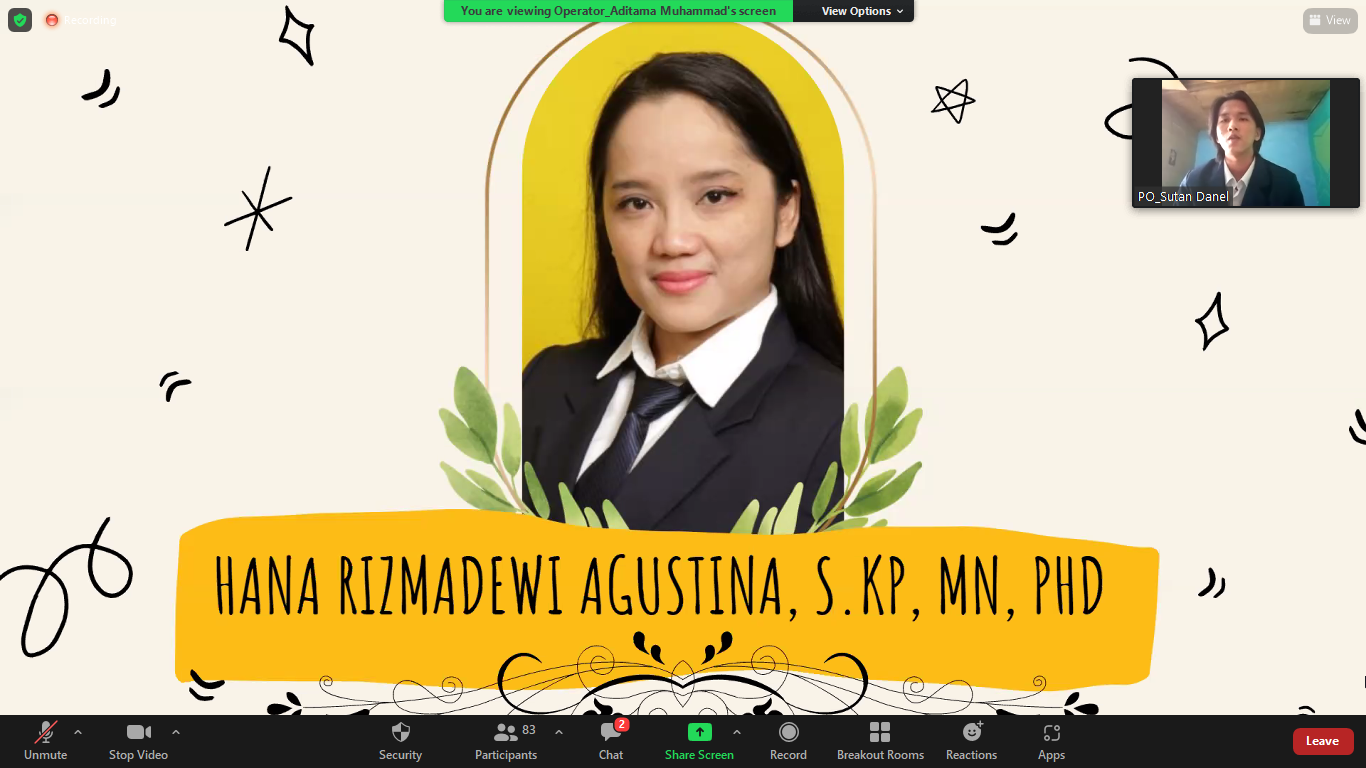 You are viewing Operator_Aditama Muhammad's screen
View Options
Recording
View
PO_Sutan Danel
HANA RIZMADEWI AGUSTINA, S.KP, MN, PHD
Unmute
Stop Video
Security
83
Participants
2
Chat
Share Screen
Record
Breakout Rooms
Reactions
Apps
Leave